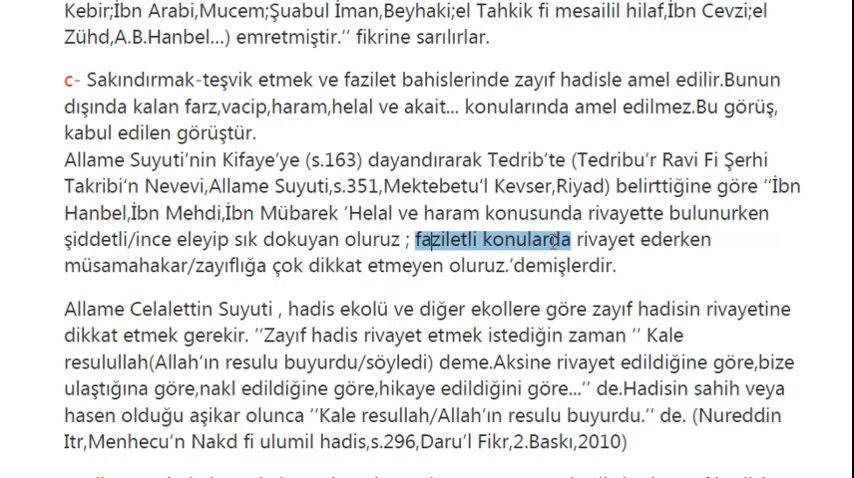 Kebir;İbn Arabi,Mucem;Şuabul İman,Beyhaki;el Tahkik fi mesailil hilaf,İbn Cevzi;el
Zühd,A.B.Hanbel...) emretmiştir.'' fikrine sarılırlar.
c- Sakındırmak-teşvik etmek ve fazilet bahislerinde zayıf hadisle amel edilir.Bunun
dışında kalan farz,vacip,haram,helal ve akait... konularında amel edilmez.Bu görüş,
kabul edilen görüştür.
Allame Suyuti'nin Kifaye'ye (s.163) dayandırarak Tedrib'te (Tedribu'r Ravi Fi Şerhi
Takribi'n Nevevi,Allame Suyuti,s.351,Mektebetu'l Kevser,Riyad) belirttiğine göre ''İbn
Hanbel,İbn Mehdi,İbn Mübarek 'Helal ve haram konusunda rivayette bulunurken
şiddetli/ince eleyip sık dokuyan oluruz ; faziletli konularda rivayet ederken
müsamahakar/zayıflığa çok dikkat etmeyen oluruz.'demişlerdir.
Allame Celalettin Suyuti , hadis ekolü ve diğer ekollere göre zayıf hadisin rivayetine
dikkat etmek gerekir. ''Zayıf hadis rivayet etmek istediğin zaman '' Kale
resulullah(Allah'ın resulu buyurdu/söyledi) deme.Aksine rivayet edildiğine göre,bize
ulaştığına göre,nakl edildiğine göre,hikaye edildiğini göre...'' de.Hadisin sahih veya
hasen olduğu aşikar olunca ''Kale resullah/Allah'ın resulu buyurdu.'' de. (Nureddin
Itr,Menhecu'n Nakd fi ulumil hadis,s.296,Daru'l Fikr,2.Baskı,2010)